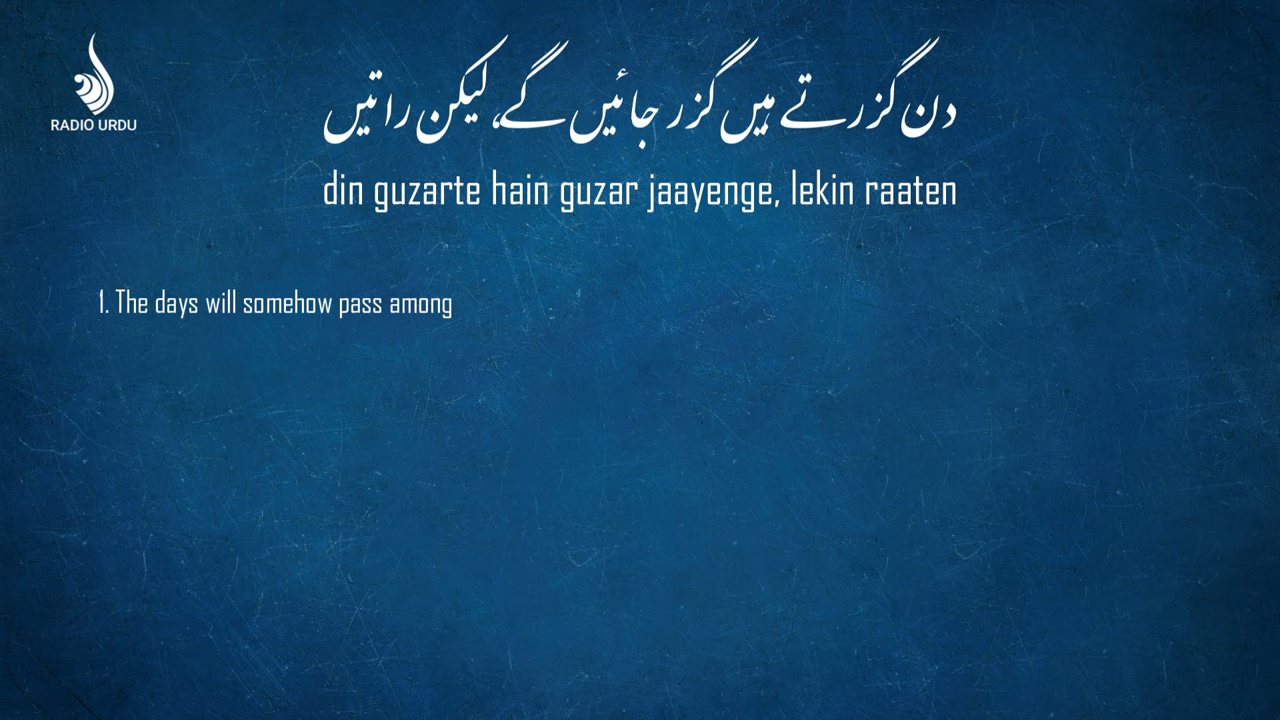 RADIO URDU
دن گزرتے ہیں گزر جائیں گے، لیکن راتیں
din guzarte hain guzar jaayenge, lekin raaten
1. The days will somehow pass among